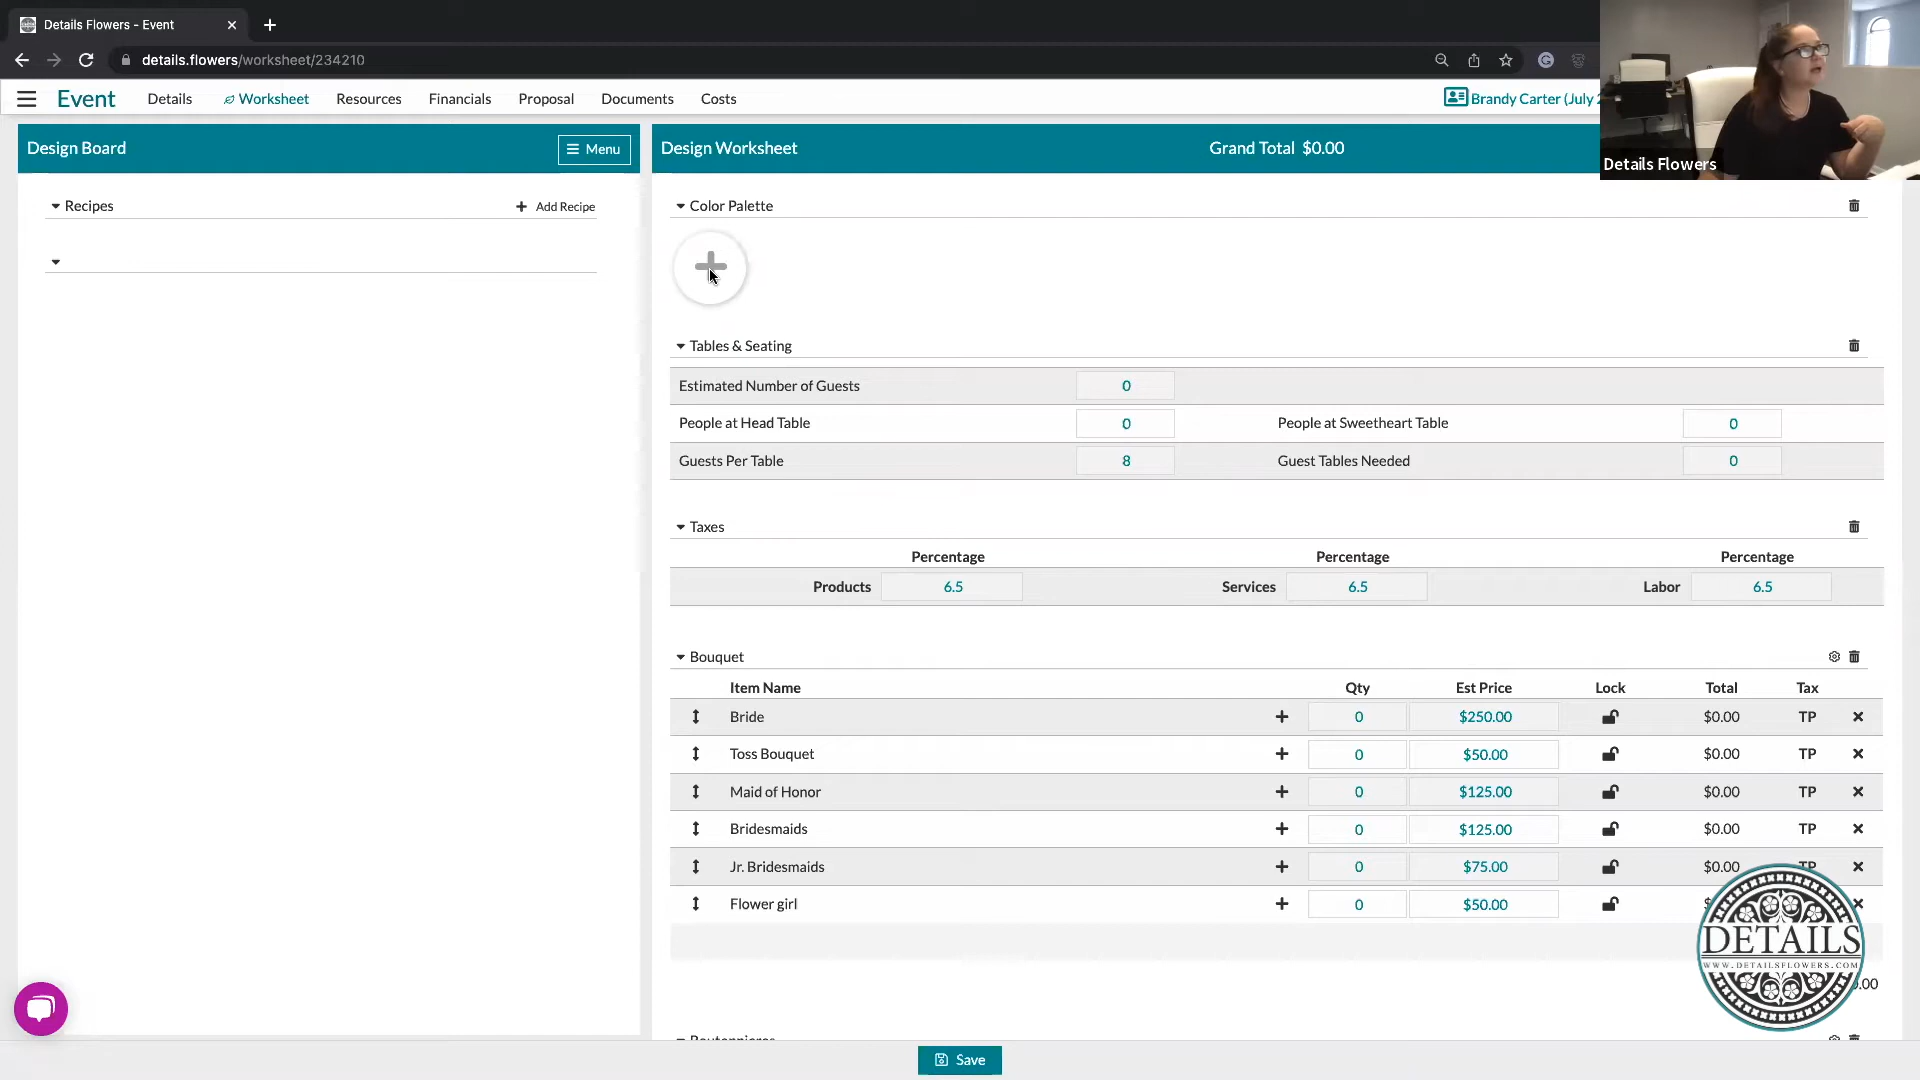 Details Flowers - Event
details.flowers/worksheet/234210
Event Details Worksheet Resources Financials Proposal Documents Costs Brandy Carter (July
Details Flowers
Design Board Menu
Recipes + Add Recipe
Design Worksheet Grand Total $0.00
Color Palette
Tables & Seating
Estimated Number of Guests 0
People at Head Table 0 People at Sweetheart Table 0
Guests Per Table 8 Guest Tables Needed 0
Taxes
Percentage Percentage Percentage
Products 6.5 Services 6.5 Labor 6.5
Bouquet
Item Name Qty Est Price Lock Total Tax
Bride + 0 $250.00 $0.00 TP
Toss Bouquet + 0 $50.00 $0.00 TP
Maid of Honor + 0 $125.00 $0.00 TP
Bridesmaids + 0 $125.00 $0.00 TP
Jr. Bridesmaids + 0 $75.00 $0.00 TP
Flower girl + 0 $50.00
DETAILS
WWW.DETAILSFLOWERS.COM
.00
Save